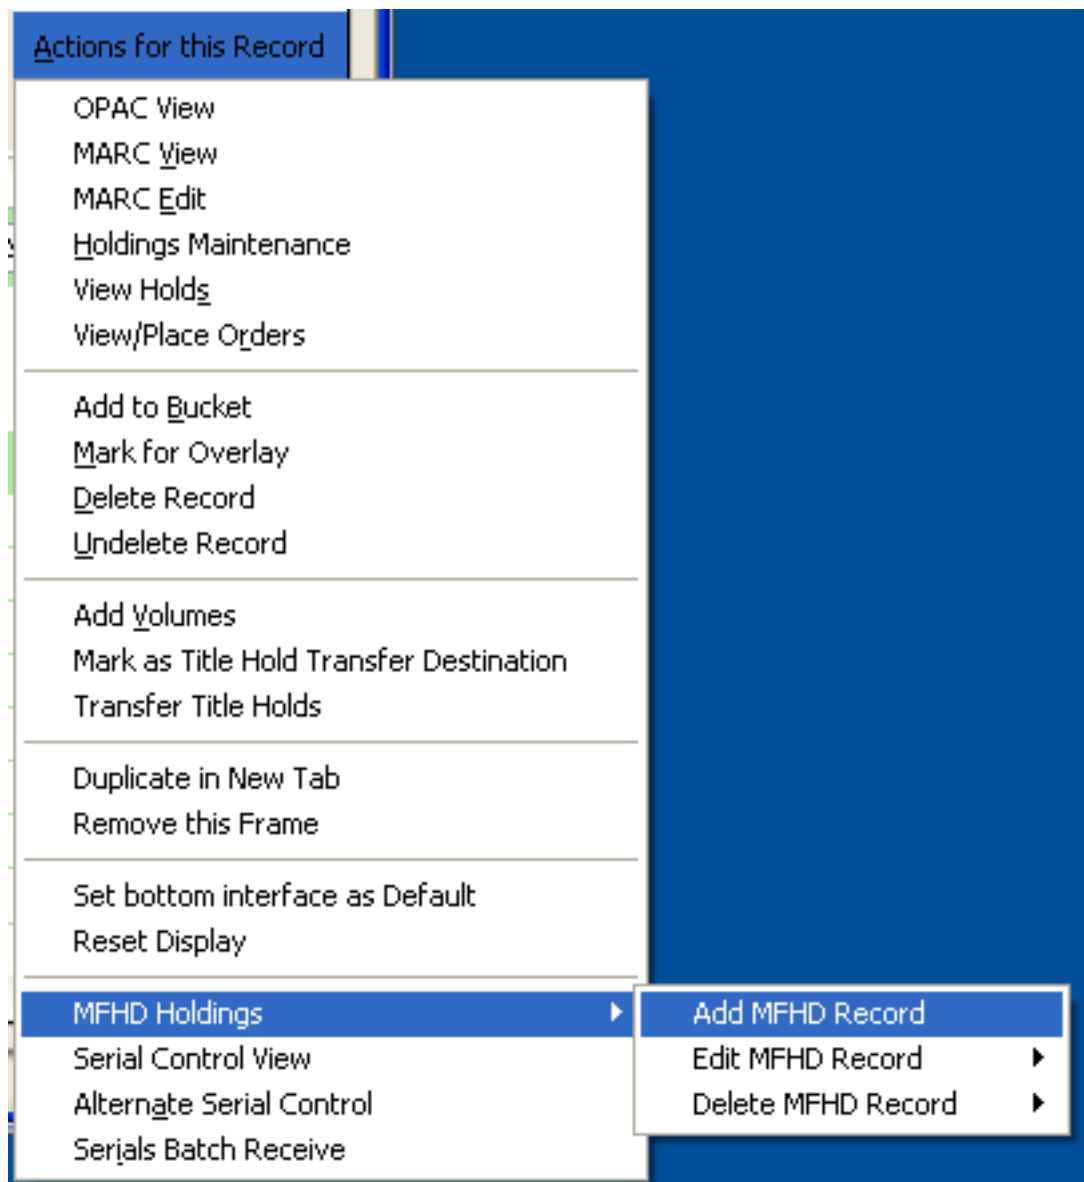 Actions for this Record
OPAC View
MARC View
MARC Edit
Holdings Maintenance
View Holds
View/Place Orders
Add to Bucket
Mark for Overlay
Delete Record
Undelete Record
Add Volumes
Mark as Title Hold Transfer Destination
Transfer Title Holds
Duplicate in New Tab
Remove this Frame
Set bottom interface as Default
Reset Display
MFHD Holdings
Add MFHD Record
Serial Control View
Edit MFHD Record
Alternate Serial Control
Delete MFHD Record
Serials Batch Receive